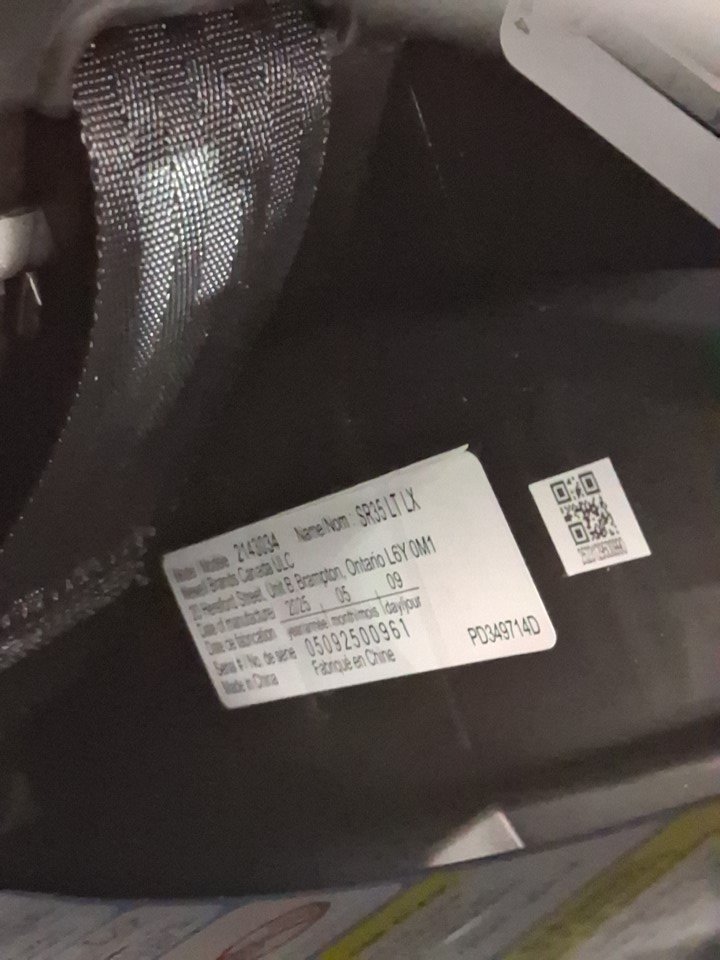 Model / Modèle 2143034 Name/Nom : SR35 LT LX
Newell Brands Canada ULC
20 Hereford Street, Unit B, Brampton, Ontario L6Y 0M1
Date of manufacture 2025 | 05 | 09
Date de fabrication year/année month/mois day/jour
Serial # / No. de série 05092500961
Made in China Fabriqué en Chine
PD349714D